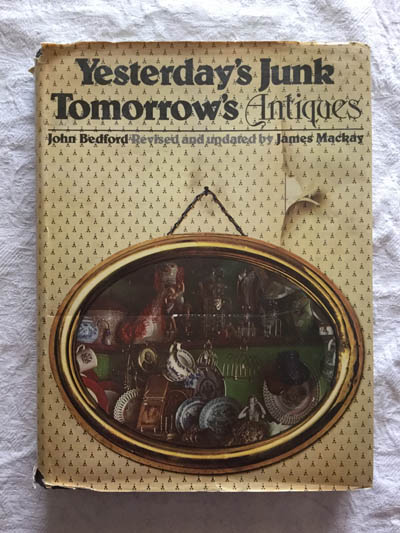 Yesterday's Junk
Tomorrow's Antiques
John Bedford Revised and updated by James Mackay